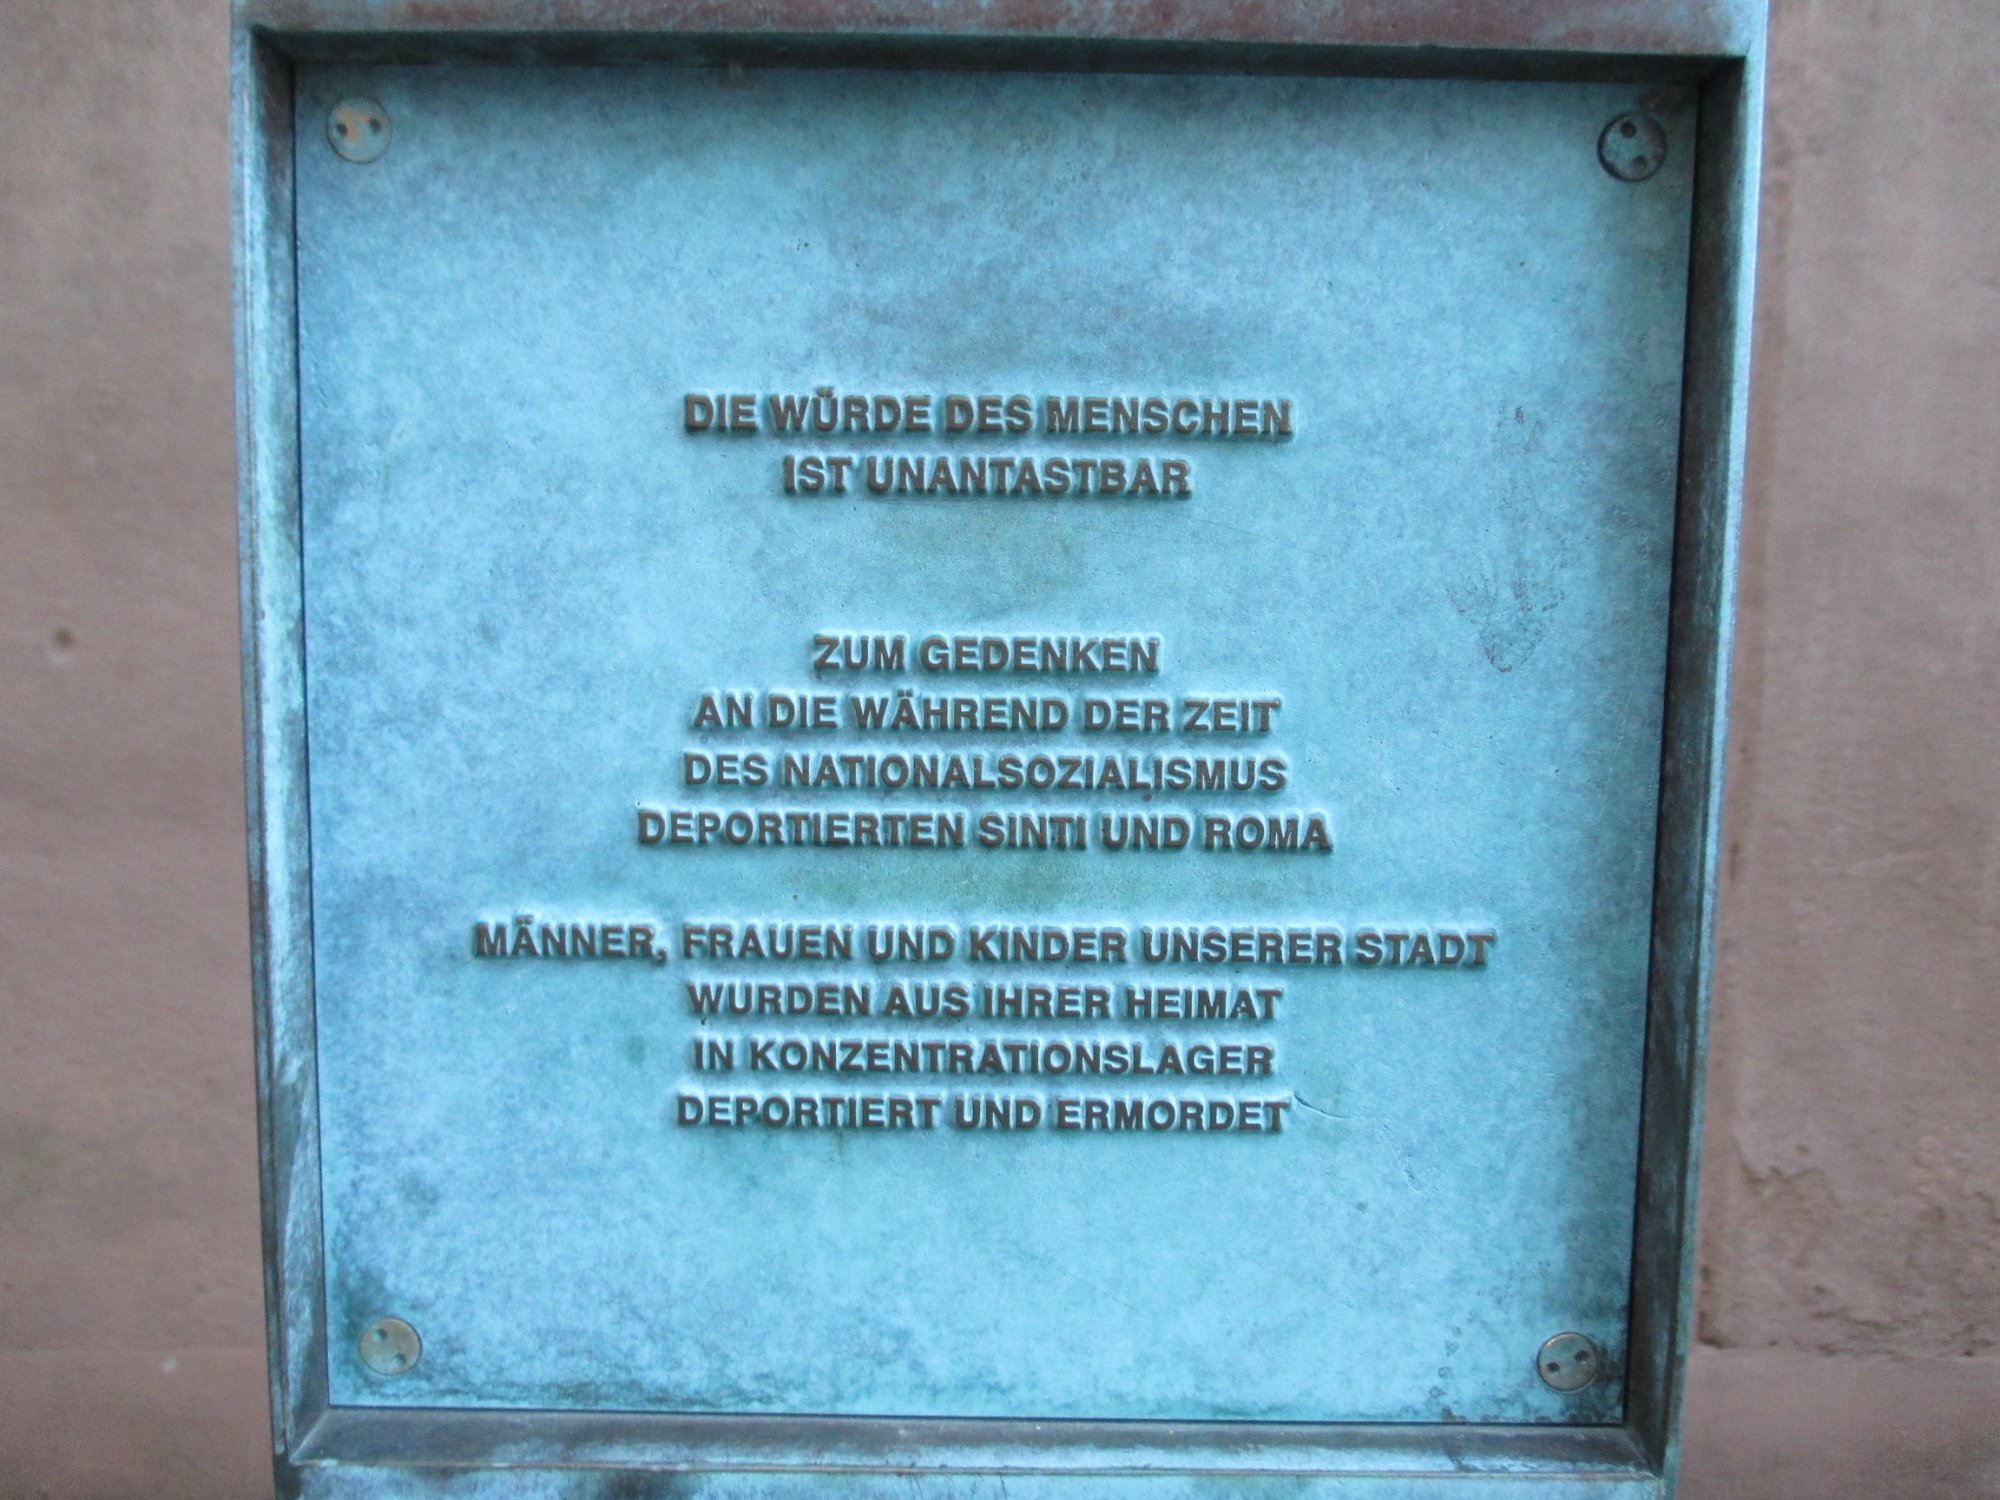 DIE WÜRDE DES MENSCHEN
IST UNANTASTBAR
ZUM GEDENKEN
AN DIE WÄHREND DER ZEIT
DES NATIONALSOZIALISMUS
DEPORTIERTEN SINTI UND ROMA
MÄNNER, FRAUEN UND KINDER UNSERER STADT
WURDEN AUS IHRER HEIMAT
IN KONZENTRATIONSLAGER
DEPORTIERT UND ERMORDET